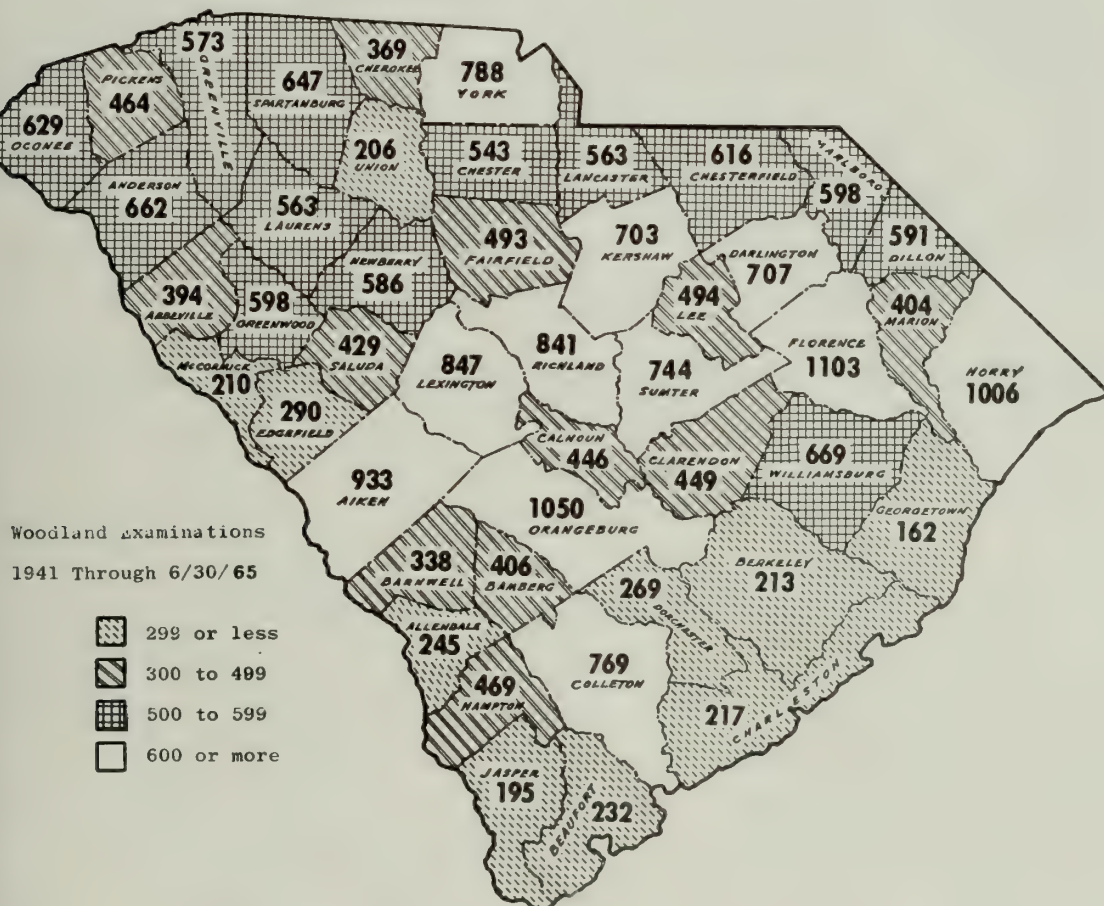 573
GREENVILLE
369
CHEROKEE
788
YORK
PICKENS
464
647
SPARTANBURG
629
OCONEE
206
UNION
543
CHESTER
563
LANCASTER
616
CHESTERFIELD
MARLBORO
598
ANDERSON
662
563
LAURENS
493
FAIRFIELD
703
KERSHAW
DARLINGTON
707
591
DILLON
NEWBERRY
586
394
ABBEVILLE
598
GREENWOOD
494
LEE
404
MARION
429
SALUDA
847
LEXINGTON
841
RICHLAND
744
SUMTER
FLORENCE
1103
HORRY
1006
McCORMICK
210
290
EDGEFIELD
CALHOUN
446
CLARENDON
449
669
WILLIAMSBURG
933
AIKEN
1050
ORANGEBURG
GEORGETOWN
162
Woodland Examinations
1941 Through 6/30/65
338
BARNWELL
406
BAMBERG
269
DORCHESTER
BERKELEY
213
ALLENDALE
245
769
COLLETON
469
HAMPTON
217
CHARLESTON
JASPER
195
BEAUFORT
232
299 or less
300 to 499
500 to 599
600 or more